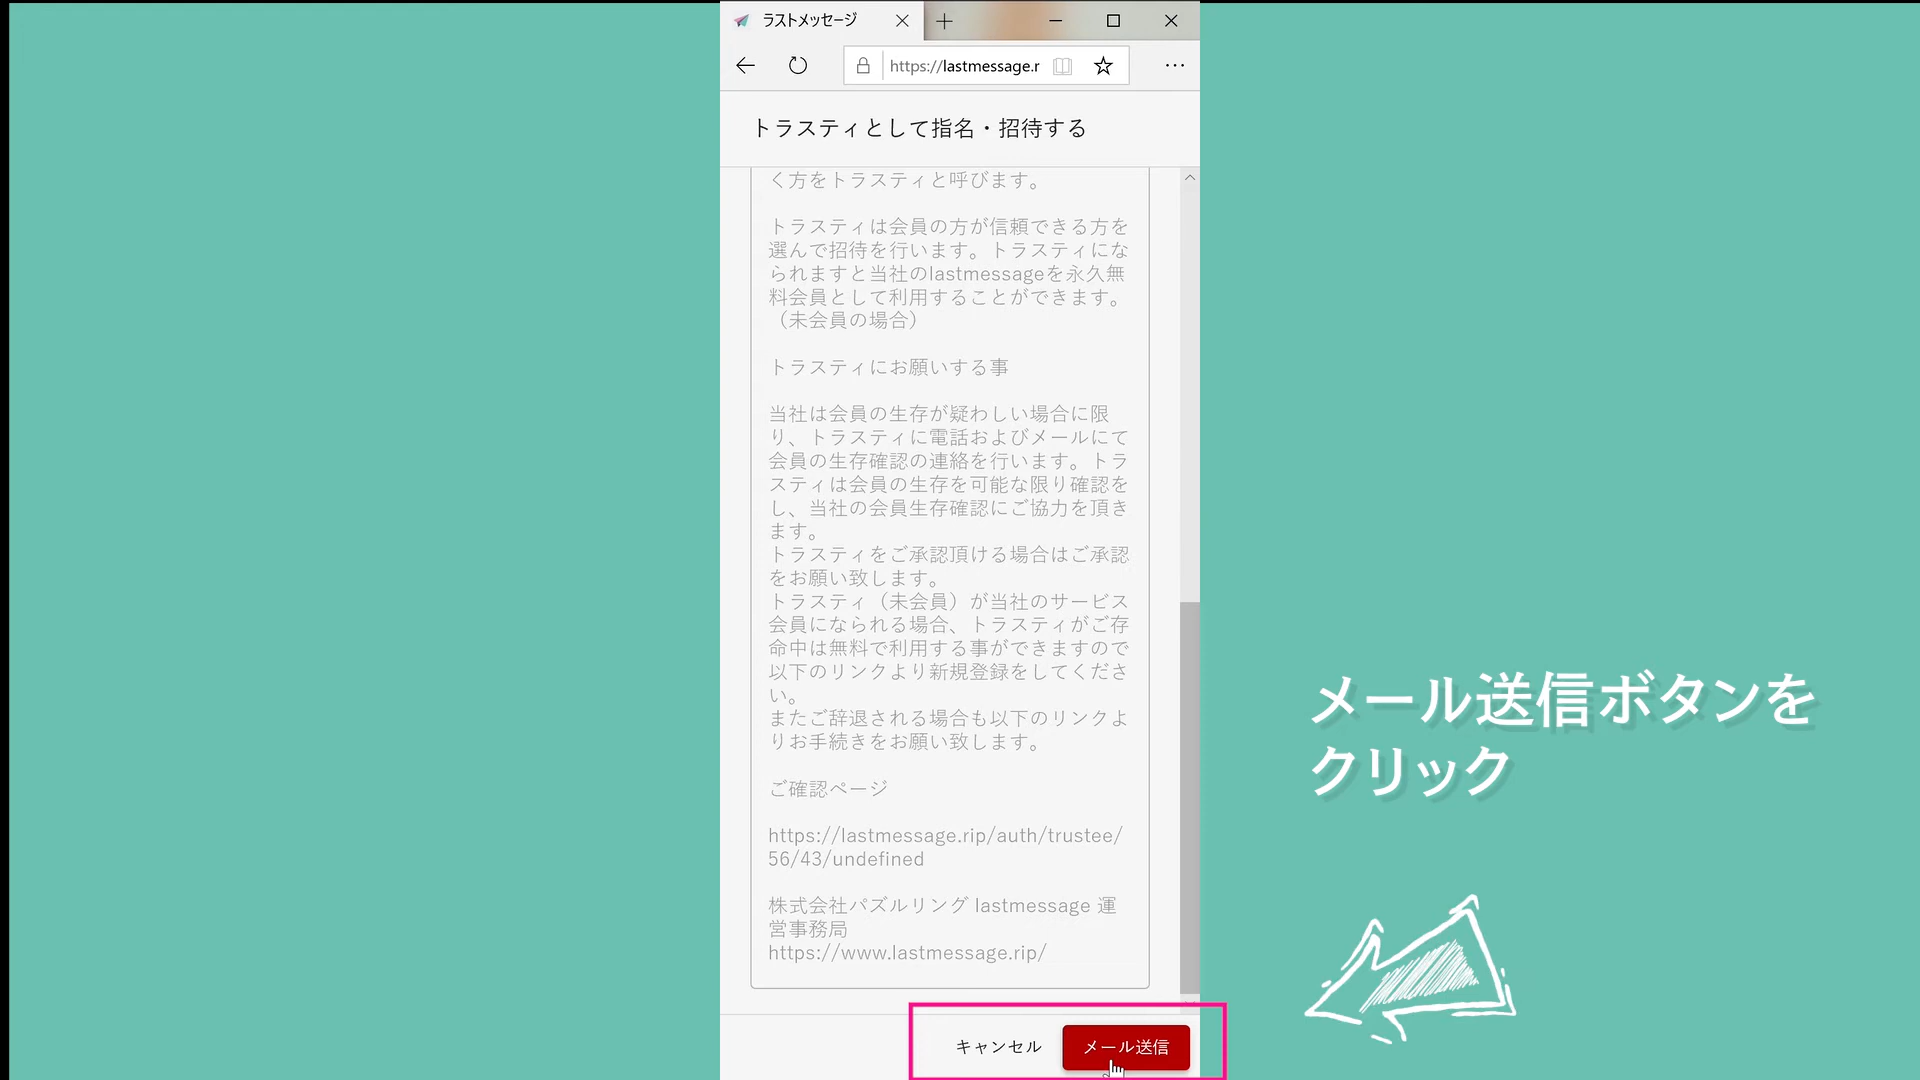 ラストメッセージ
https://lastmessage.r
トラスティとして指名・招待する
く方をトラスティと呼びます。
トラスティは会員の方が信頼できる方を
選んで招待を行います。トラスティにな
られますと当社のlastmessageを永久無
料会員として利用することができます。
（未会員の場合）
トラスティにお願いする事
当社は会員の生存が疑わしい場合に限
り、トラスティに電話およびメールにて
会員の生存確認の連絡を行います。トラ
スティは会員の生存を可能な限り確認を
し、当社の会員生存確認にご協力を頂き
ます。
トラスティをご承認頂ける場合はご承認
をお願い致します。
トラスティ（未会員）が当社のサービス
会員になられる場合、トラスティがご存
命中は無料で利用する事ができますので
以下のリンクより新規登録をしてくださ
い。
またご辞退される場合も以下のリンクよ
りお手続きをお願い致します。
ご確認ページ
https://lastmessage.rip/auth/trustee/
56/43/undefined
株式会社パズルリング lastmessage 運
営事務局
https://www.lastmessage.rip/
キャンセル
メール送信
メール送信ボタンを
クリック